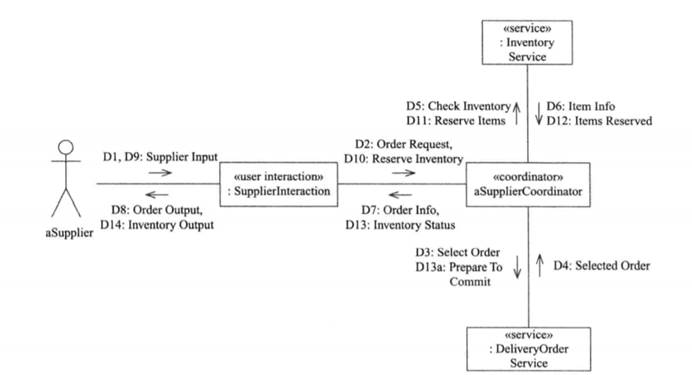 «service»
: Inventory
Service
D5: Check Inventory
D11: Reserve Items
D6: Item Info
D12: Items Reserved
D1, D9: Supplier Input
D2: Order Request,
D10: Reserve Inventory
«user interaction»
: SupplierInteraction
«coordinator»
aSupplierCoordinator
aSupplier
D8: Order Output,
D14: Inventory Output
D7: Order Info,
D13: Inventory Status
D3: Select Order
D13a: Prepare To
Commit
D4: Selected Order
«service»
: DeliveryOrder
Service